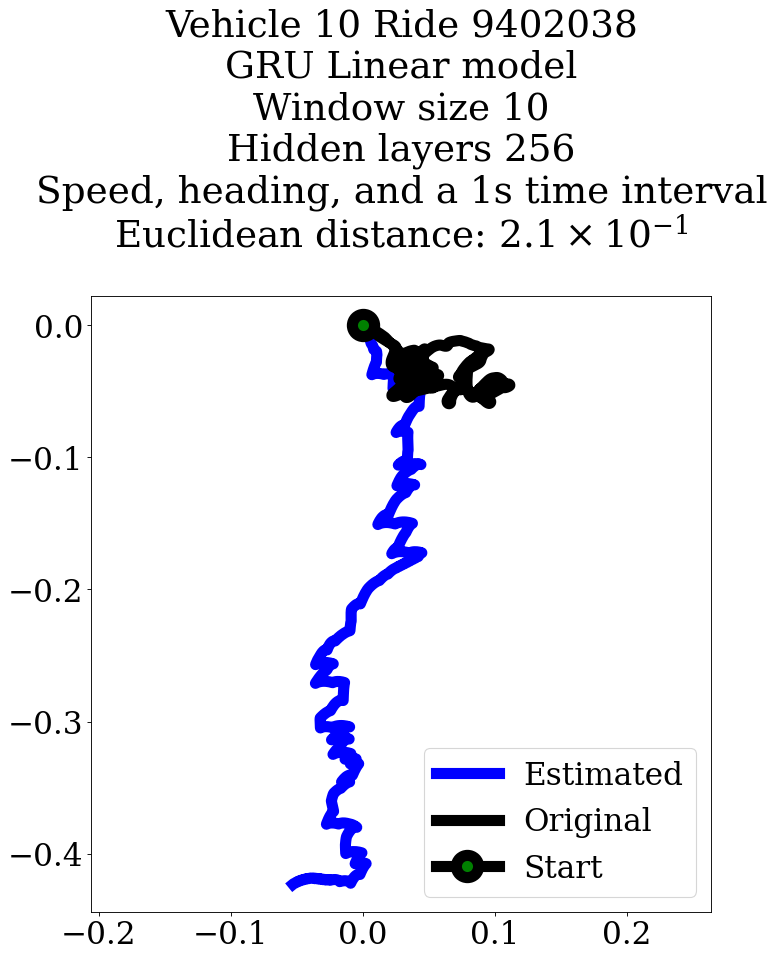 Vehicle 10 Ride 9402038
GRU Linear model
Window size 10
Hidden layers 256
Speed, heading, and a 1s time interval
Euclidean distance: 2.1 × 10⁻¹
0.0
−0.1
−0.2
−0.3
−0.4
Estimated
Original
Start
−0.2 −0.1 0.0 0.1 0.2